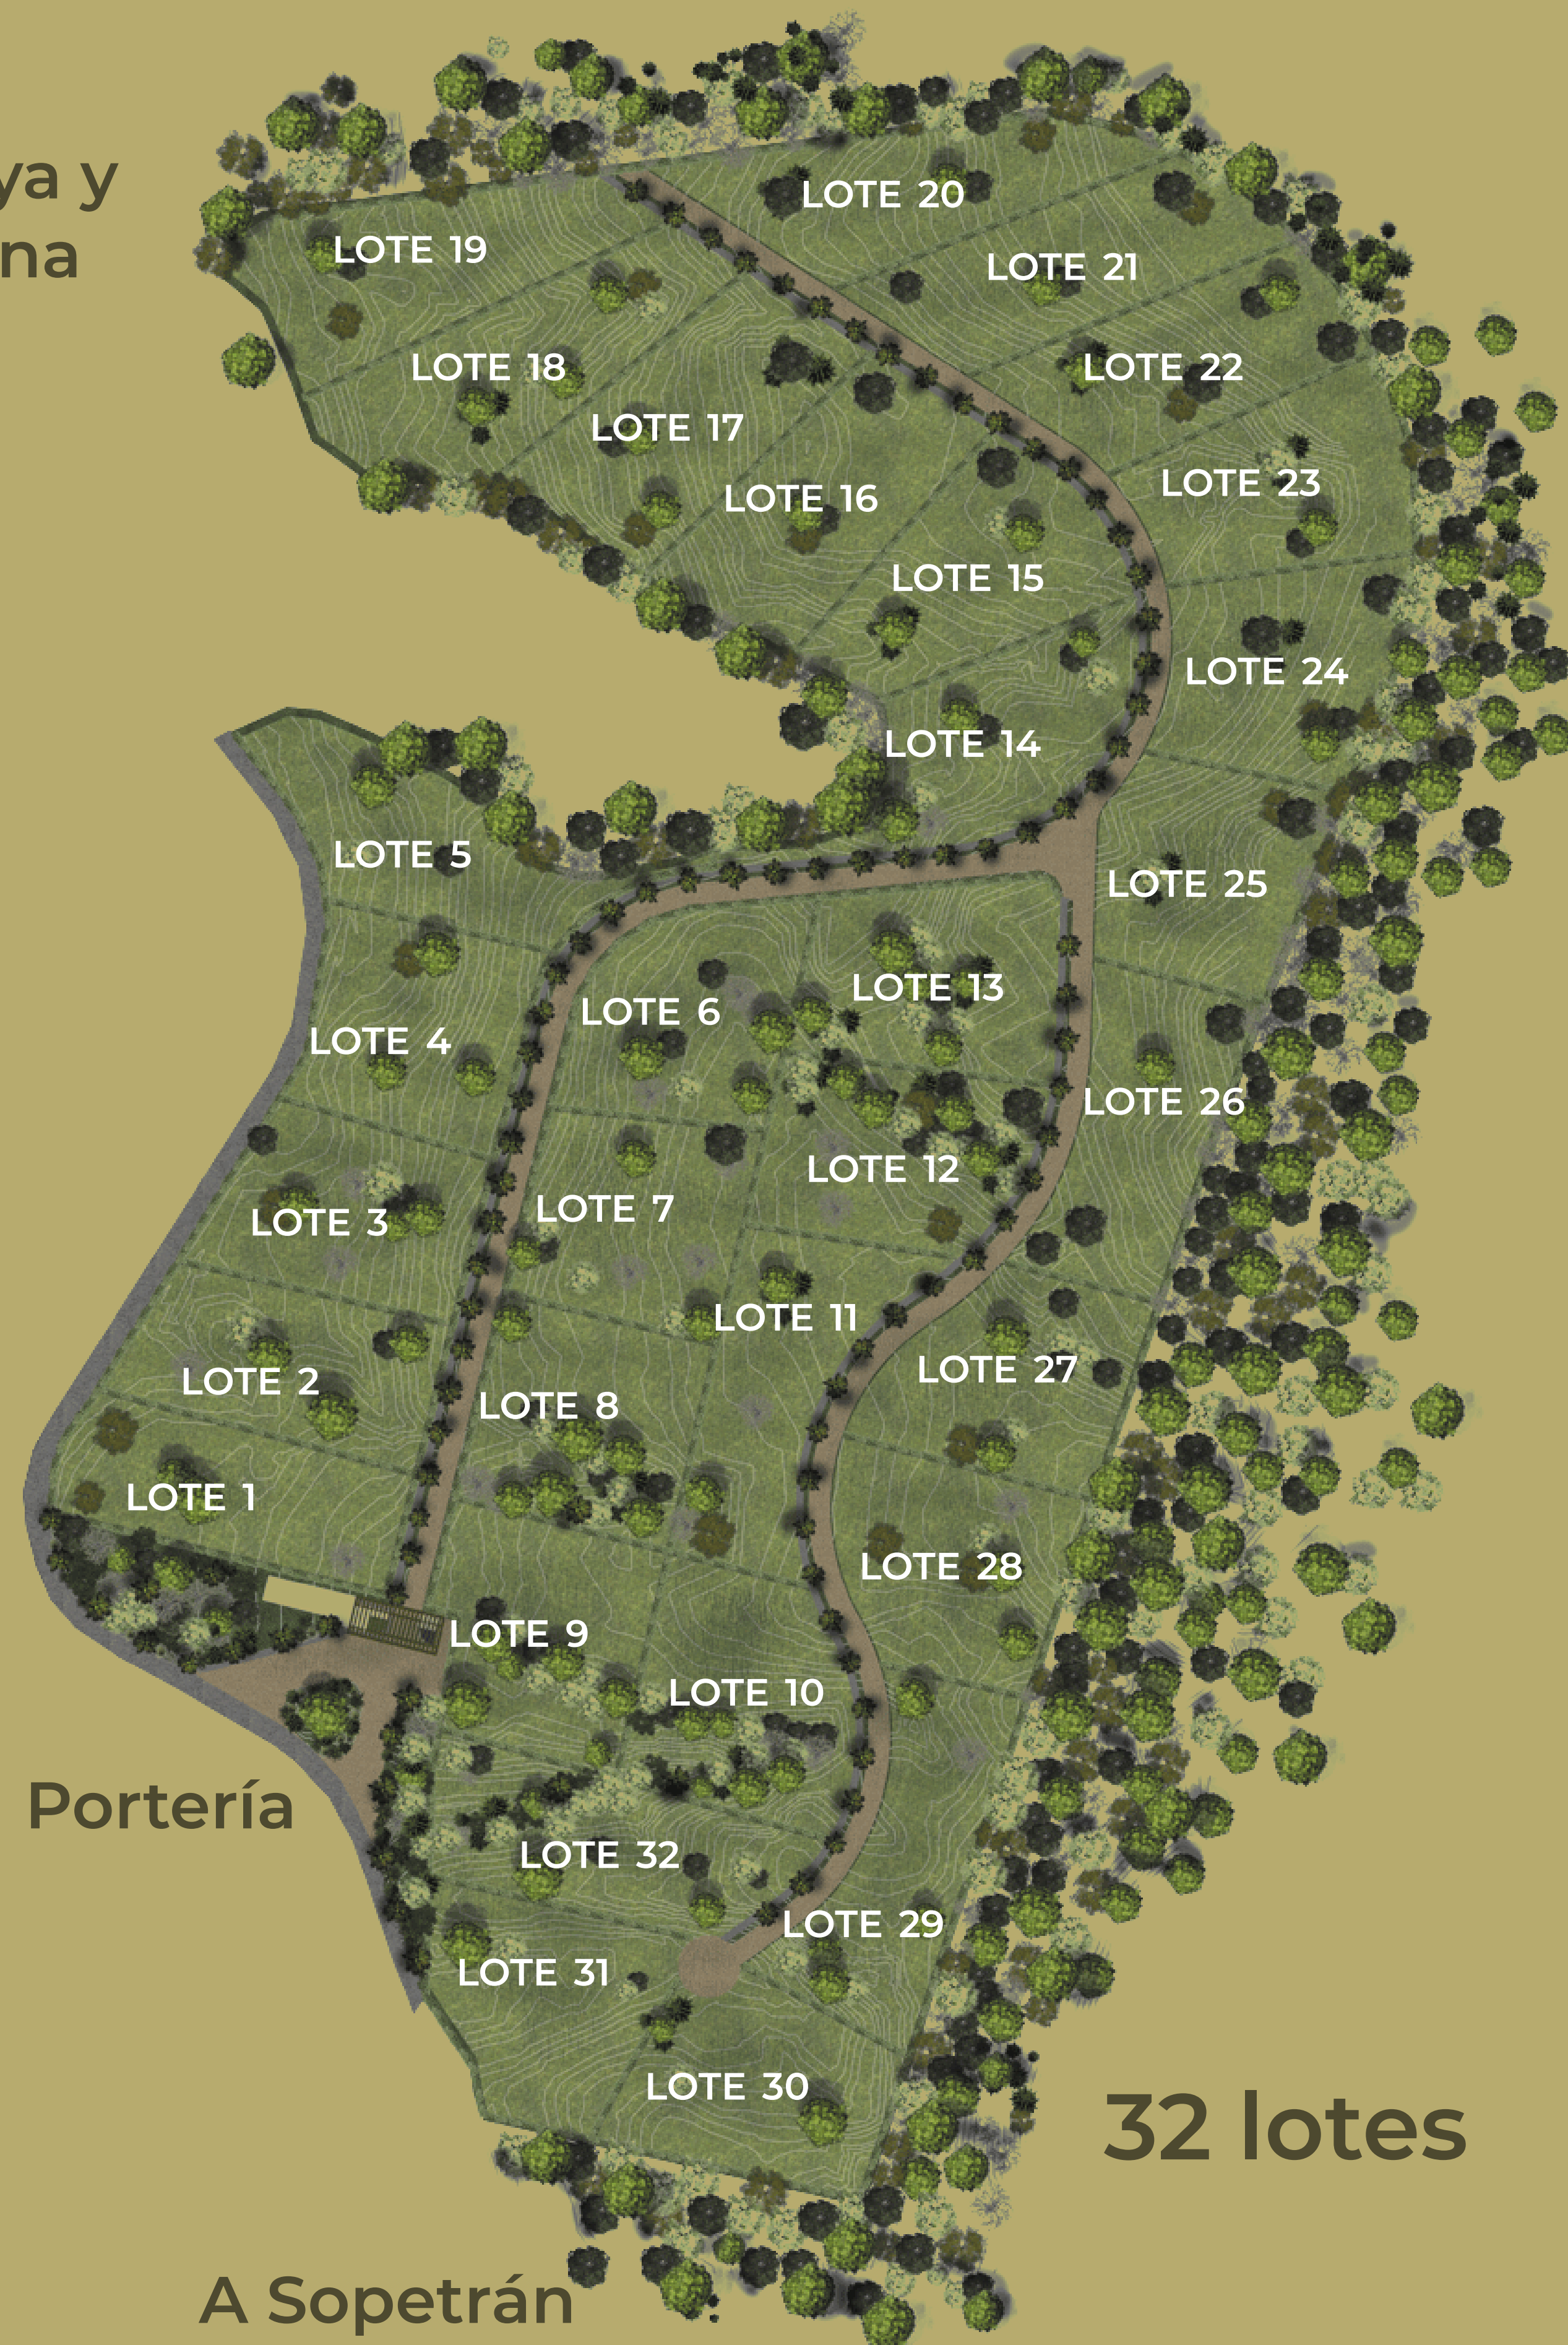 ya y
na
LOTE 20
LOTE 19
LOTE 21
LOTE 18
LOTE 22
LOTE 17
LOTE 23
LOTE 16
LOTE 15
LOTE 24
LOTE 14
LOTE 5
LOTE 25
LOTE 13
LOTE 6
LOTE 4
LOTE 26
LOTE 12
LOTE 7
LOTE 3
LOTE 11
LOTE 27
LOTE 2
LOTE 8
LOTE 1
LOTE 28
LOTE 9
LOTE 10
Portería
LOTE 32
LOTE 29
LOTE 31
LOTE 30
32 lotes
A Sopetrán